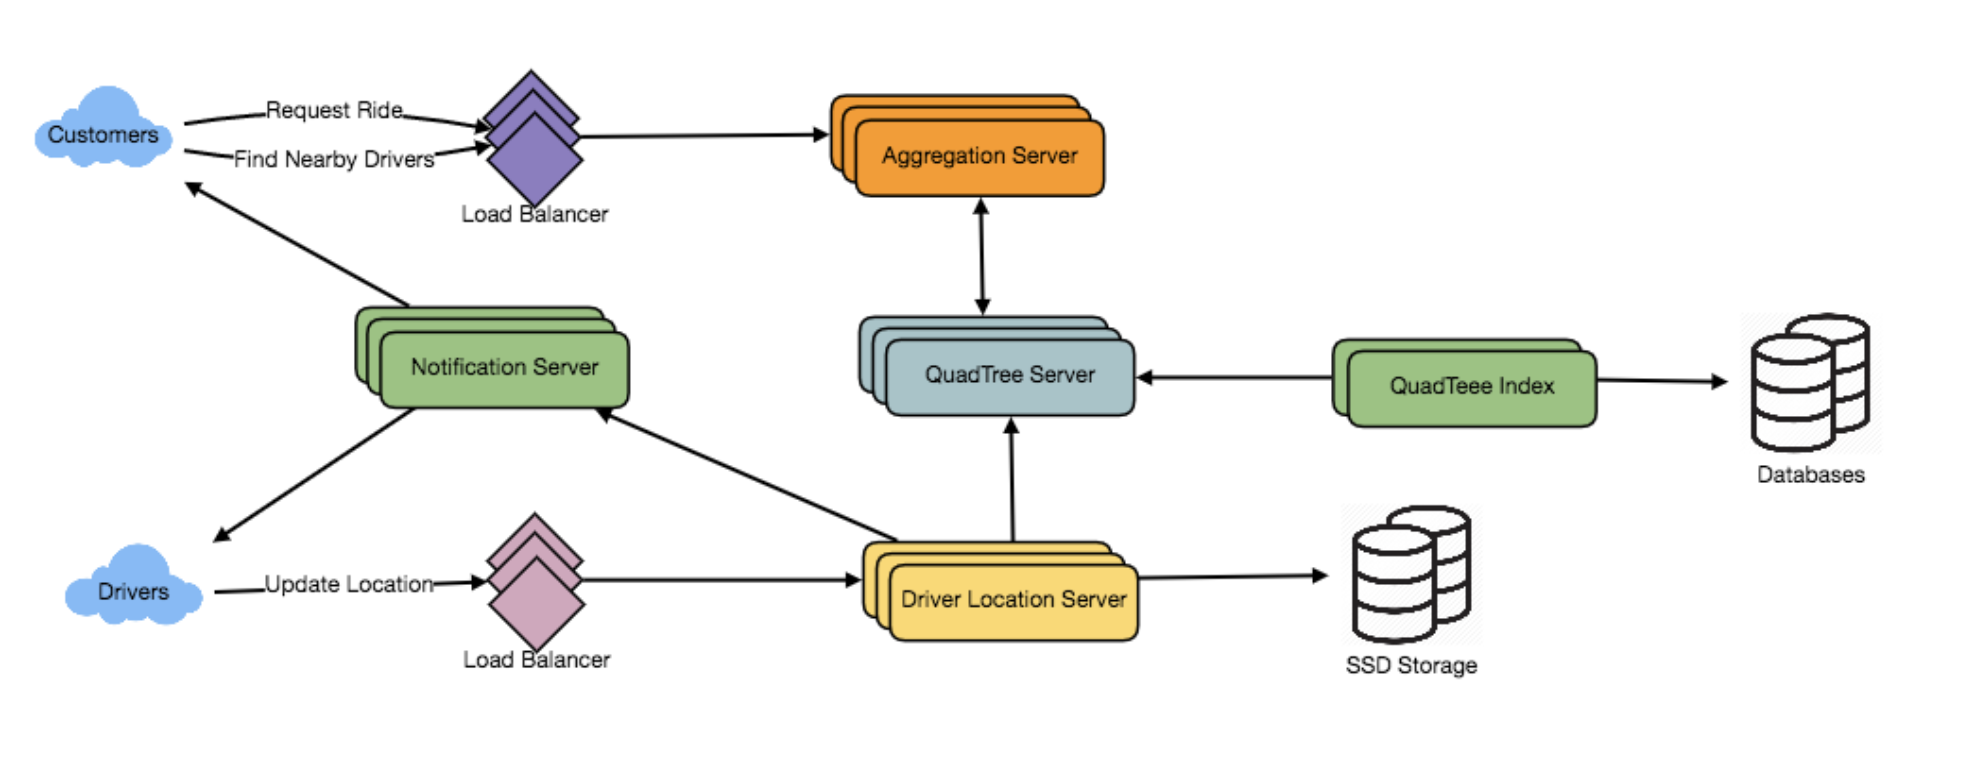 Customers
Request Ride
Find Nearby Drivers
Load Balancer
Aggregation Server
Notification Server
QuadTree Server
QuadTeee Index
Databases
Drivers
Update Location
Load Balancer
Driver Location Server
SSD Storage